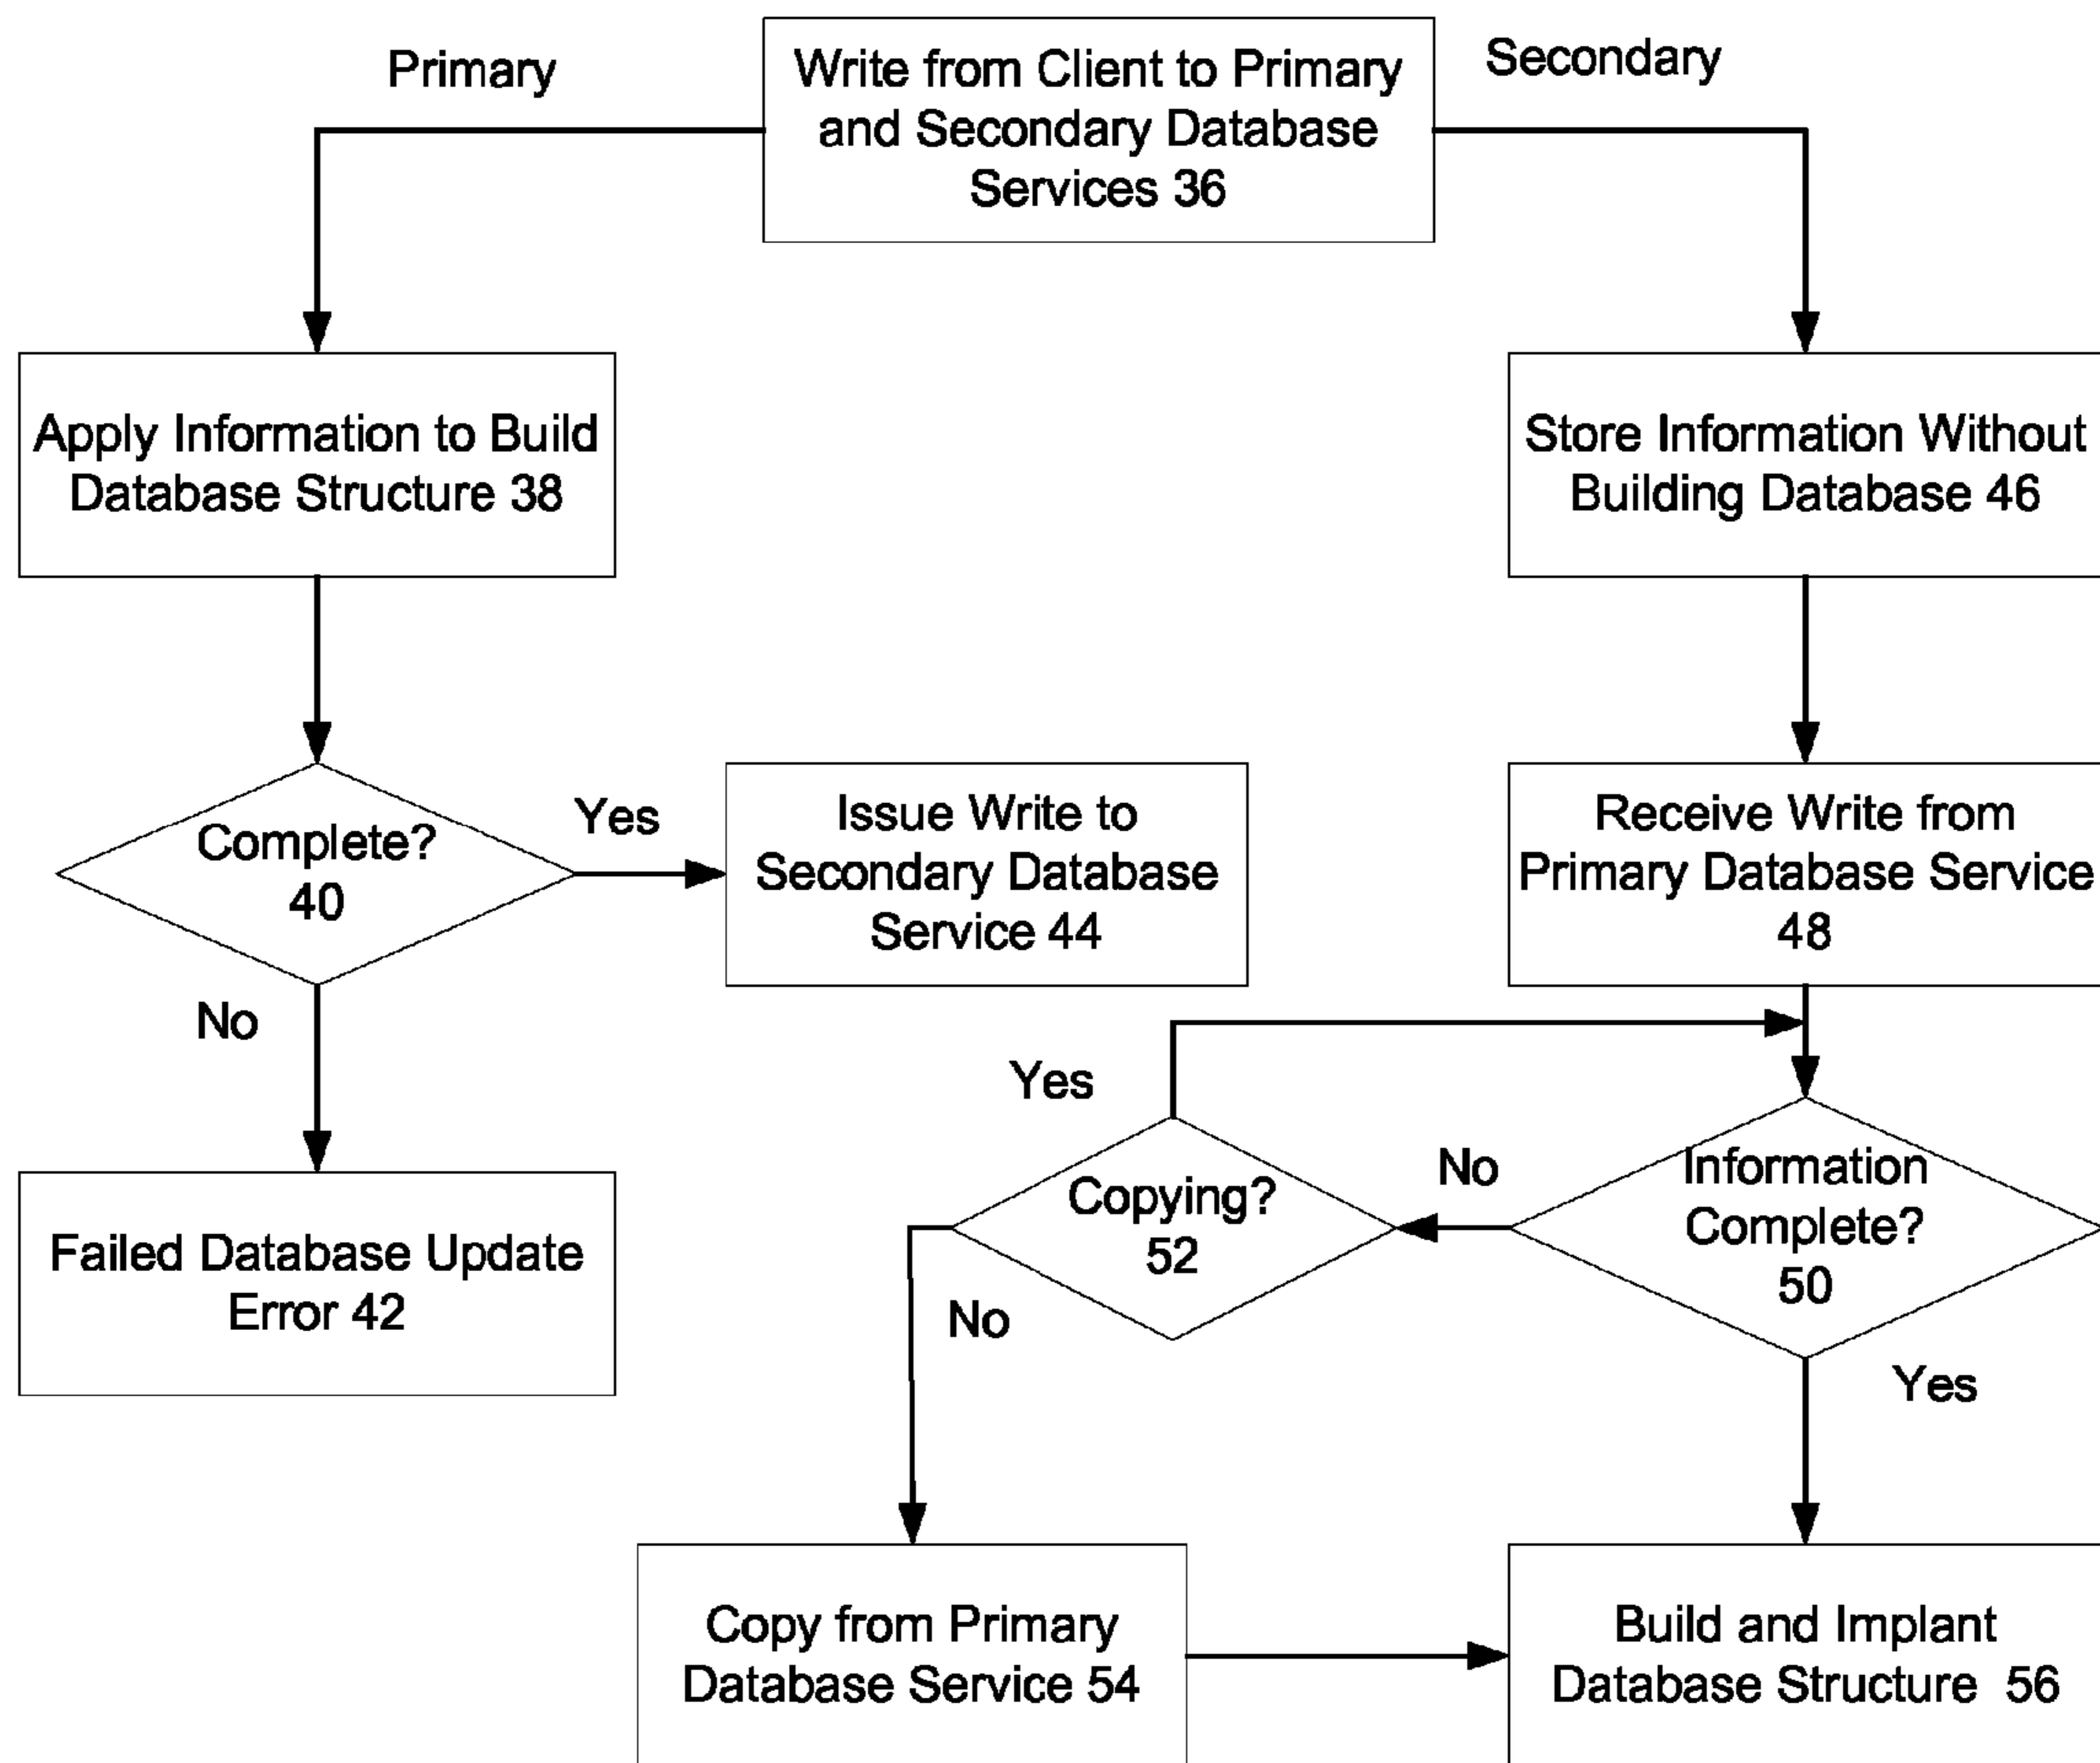 Primary
Write from Client to Primary
and Secondary Database
Services 36
Secondary
Apply Information to Build
Database Structure 38
Store Information Without
Building Database 46
Complete?
40
Yes
Issue Write to
Secondary Database
Service 44
Receive Write from
Primary Database Service
48
No
Yes
Copying?
52
No
Information
Complete?
50
Failed Database Update
Error 42
No
Yes
Copy from Primary
Database Service 54
Build and Implant
Database Structure 56